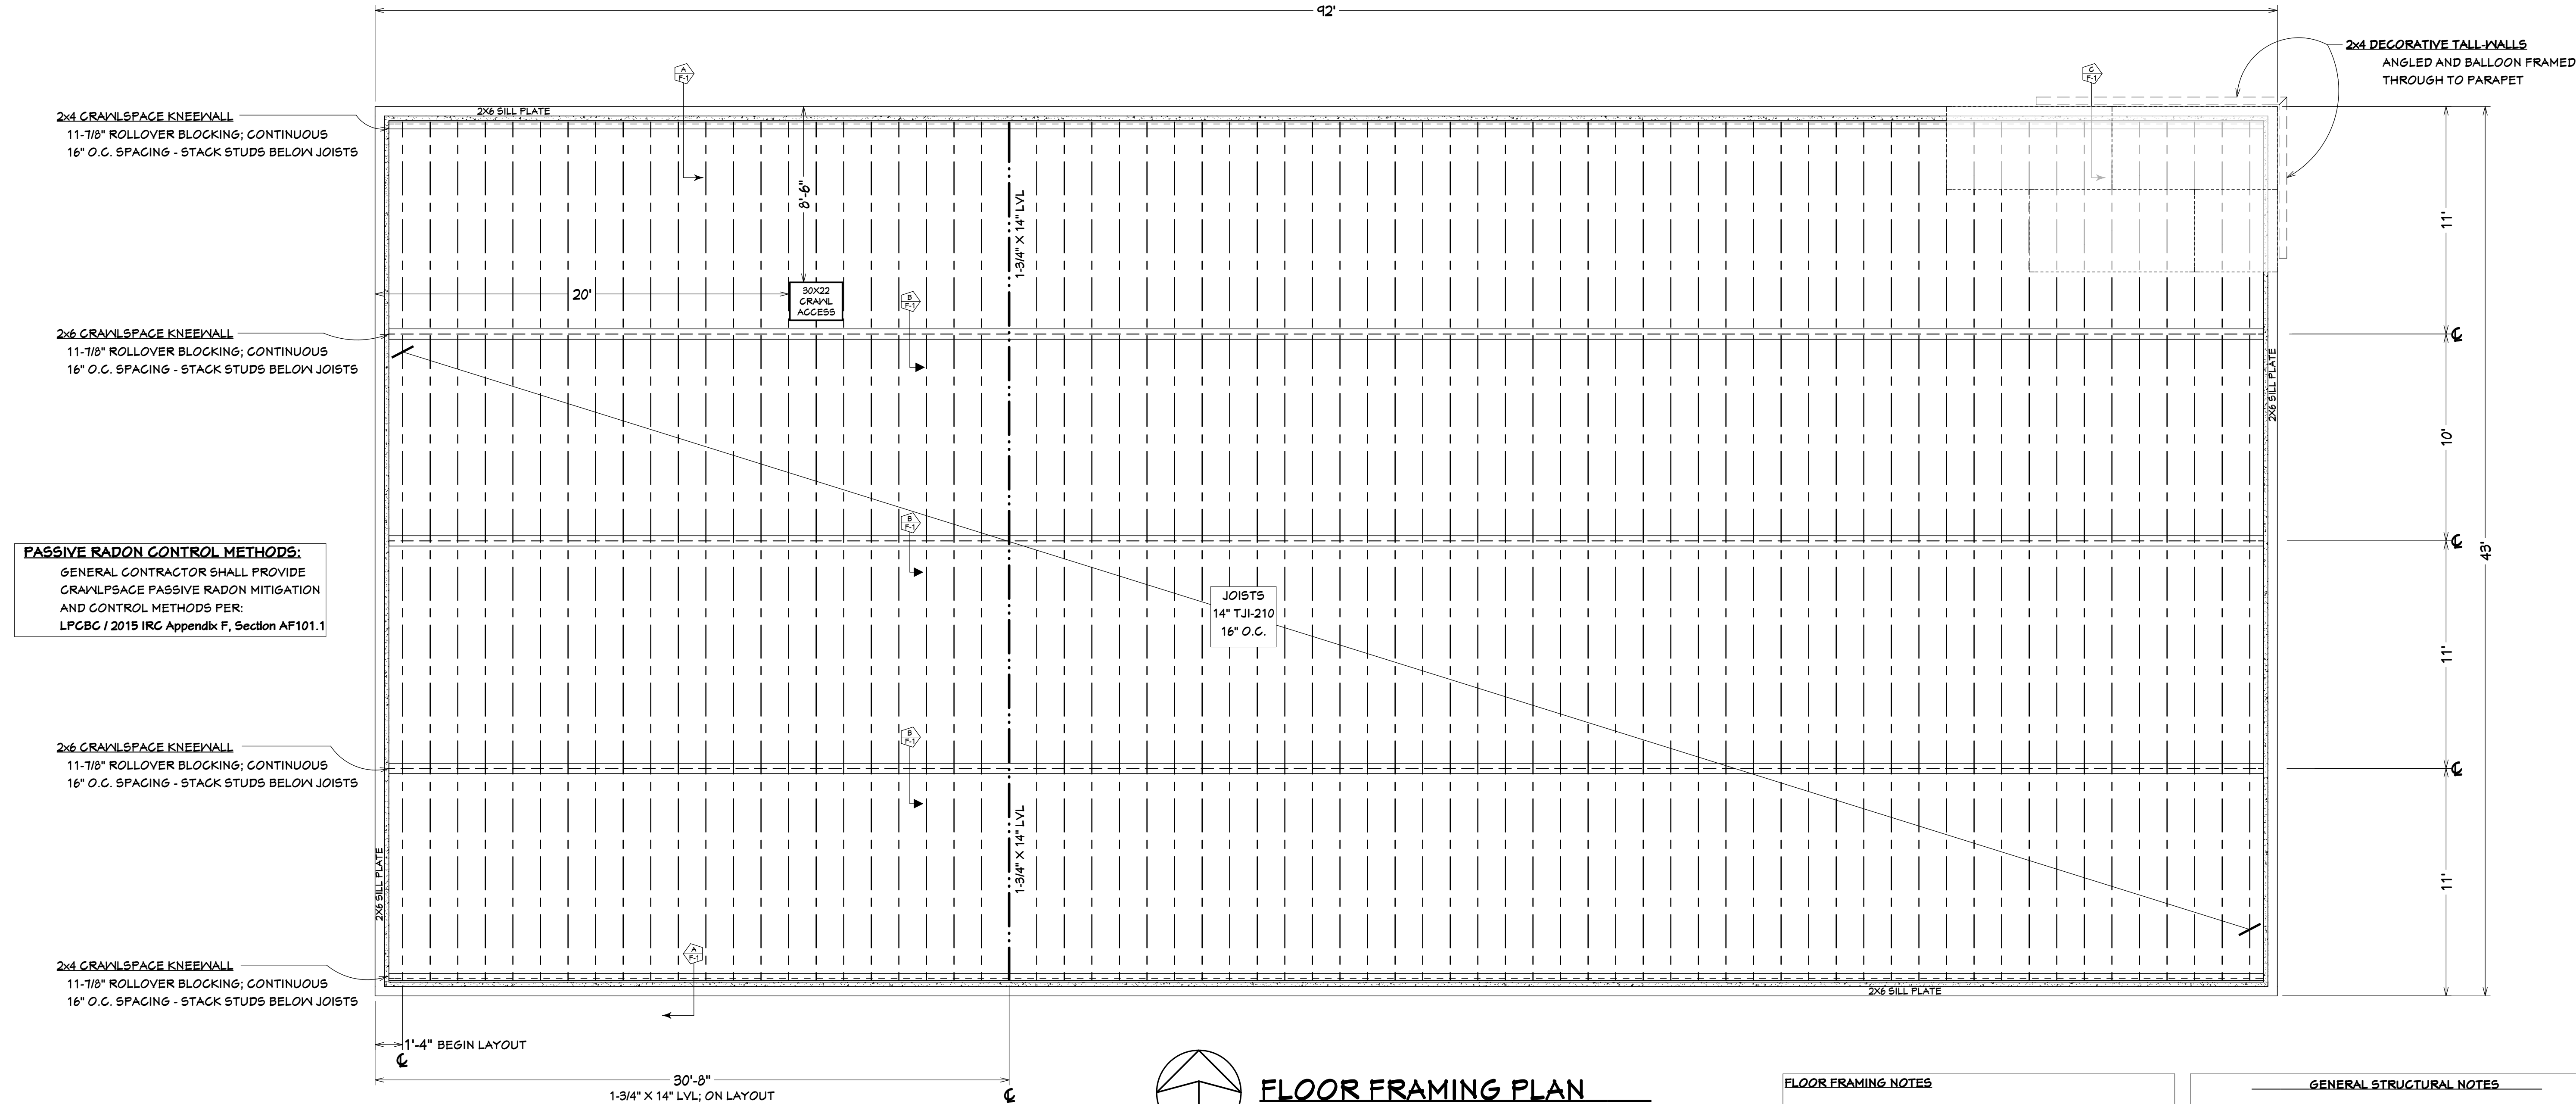 92'
2x4 DECORATIVE TALL-WALLS
ANGLED AND BALLOON FRAMED
THROUGH TO PARAPET
A
F-1
C
F-1
2X6 SILL PLATE
2x4 CRAWLSPACE KNEEWALL
11-7/8" ROLLOVER BLOCKING; CONTINUOUS
16" O.C. SPACING - STACK STUDS BELOW JOISTS
8'-6"
1-3/4" X 14" LVL
11'
20'
30X22
CRAWL
ACCESS
B
F-1
2x6 CRAWLSPACE KNEEWALL
11-7/8" ROLLOVER BLOCKING; CONTINUOUS
16" O.C. SPACING - STACK STUDS BELOW JOISTS
℄
2X6 SILL PLATE
10'
B
F-1
℄
43'
PASSIVE RADON CONTROL METHODS:
GENERAL CONTRACTOR SHALL PROVIDE
CRAWLPSACE PASSIVE RADON MITIGATION
AND CONTROL METHODS PER:
LPCBC / 2015 IRC Appendix F, Section AF101.1
JOISTS
14" TJI-210
16" O.C.
11'
B
F-1
2x6 CRAWLSPACE KNEEWALL
11-7/8" ROLLOVER BLOCKING; CONTINUOUS
16" O.C. SPACING - STACK STUDS BELOW JOISTS
℄
1-3/4" X 14" LVL
11'
2X6 SILL PLATE
A
F-1
2x4 CRAWLSPACE KNEEWALL
11-7/8" ROLLOVER BLOCKING; CONTINUOUS
16" O.C. SPACING - STACK STUDS BELOW JOISTS
2X6 SILL PLATE
1'-4" BEGIN LAYOUT
℄
30'-8"
1-3/4" X 14" LVL; ON LAYOUT
℄
FLOOR FRAMING PLAN
FLOOR FRAMING NOTES
GENERAL STRUCTURAL NOTES